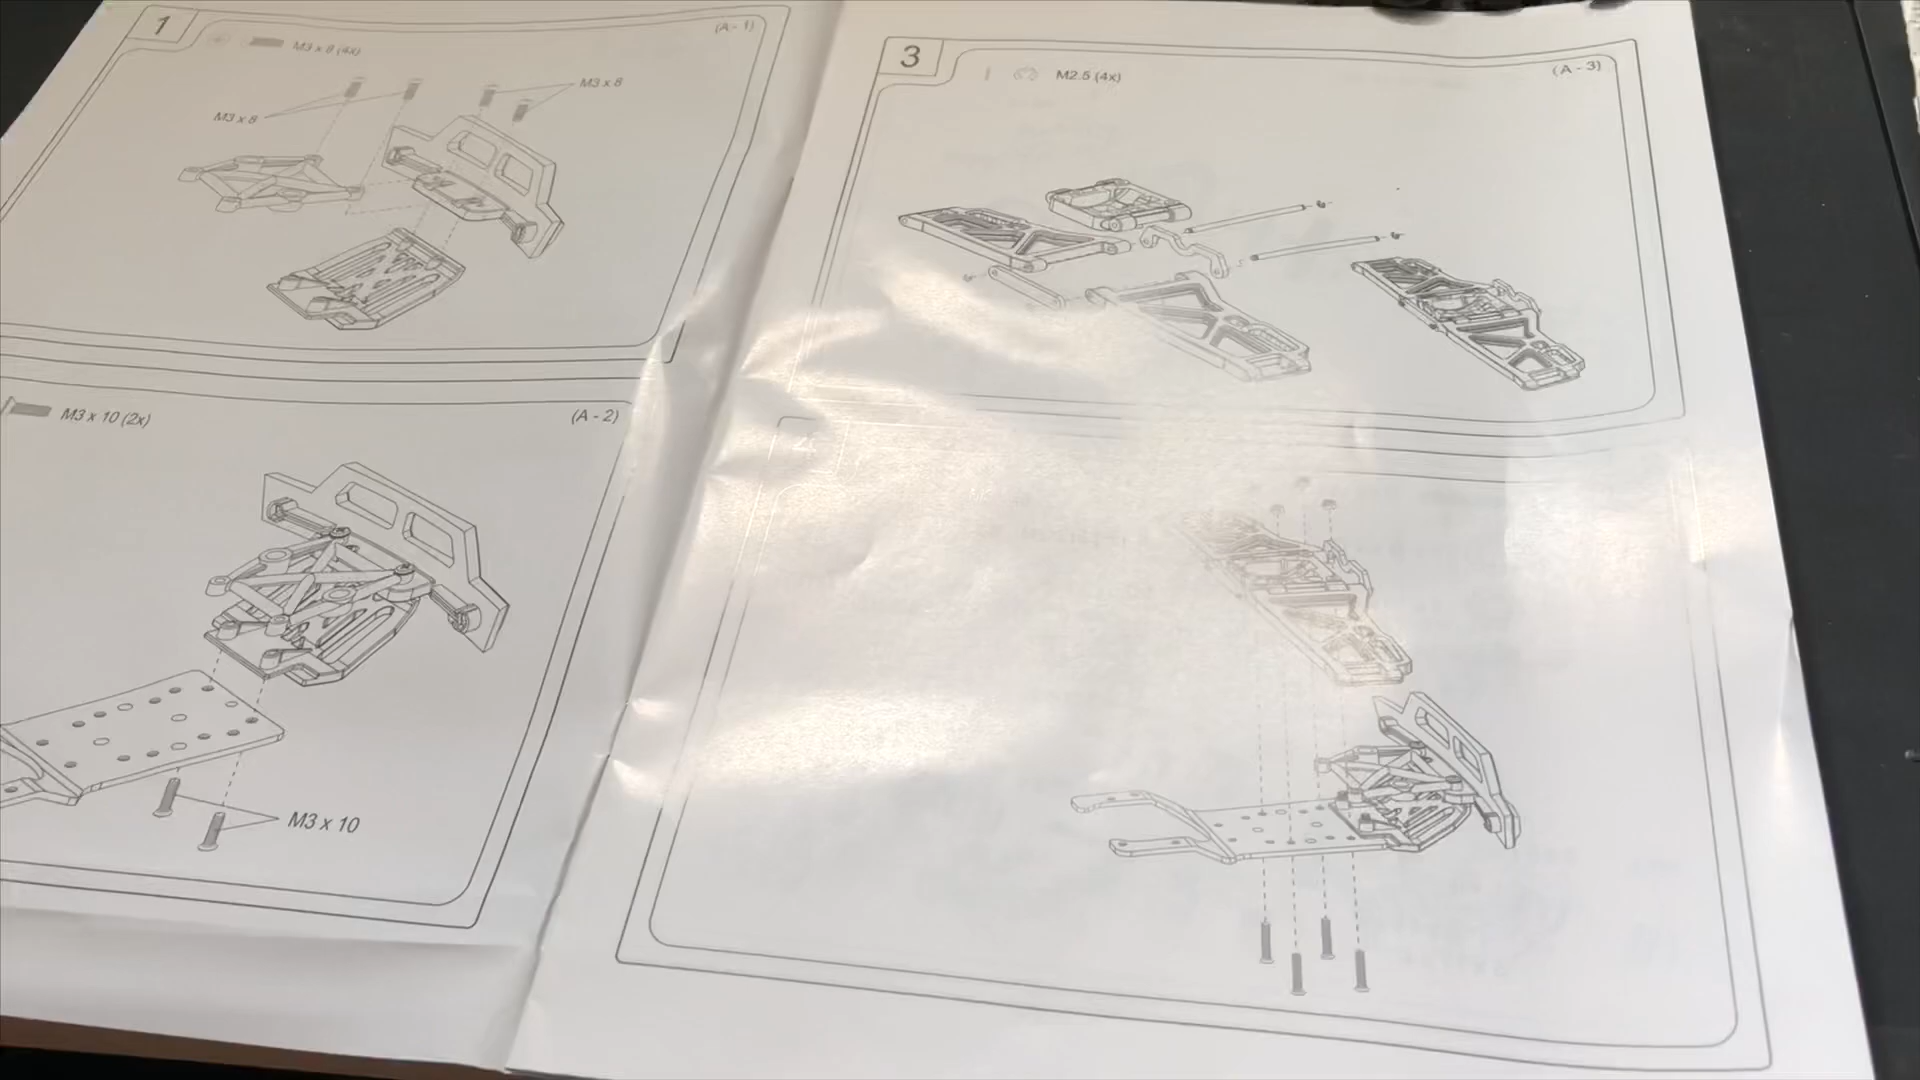 1
(A - 1)
M3 x 8 (4x)
M3 x 8
M3 x 8
M3 x 10 (2x)
(A - 2)
M3 x 10
3
M2.5 (4x)
(A - 3)